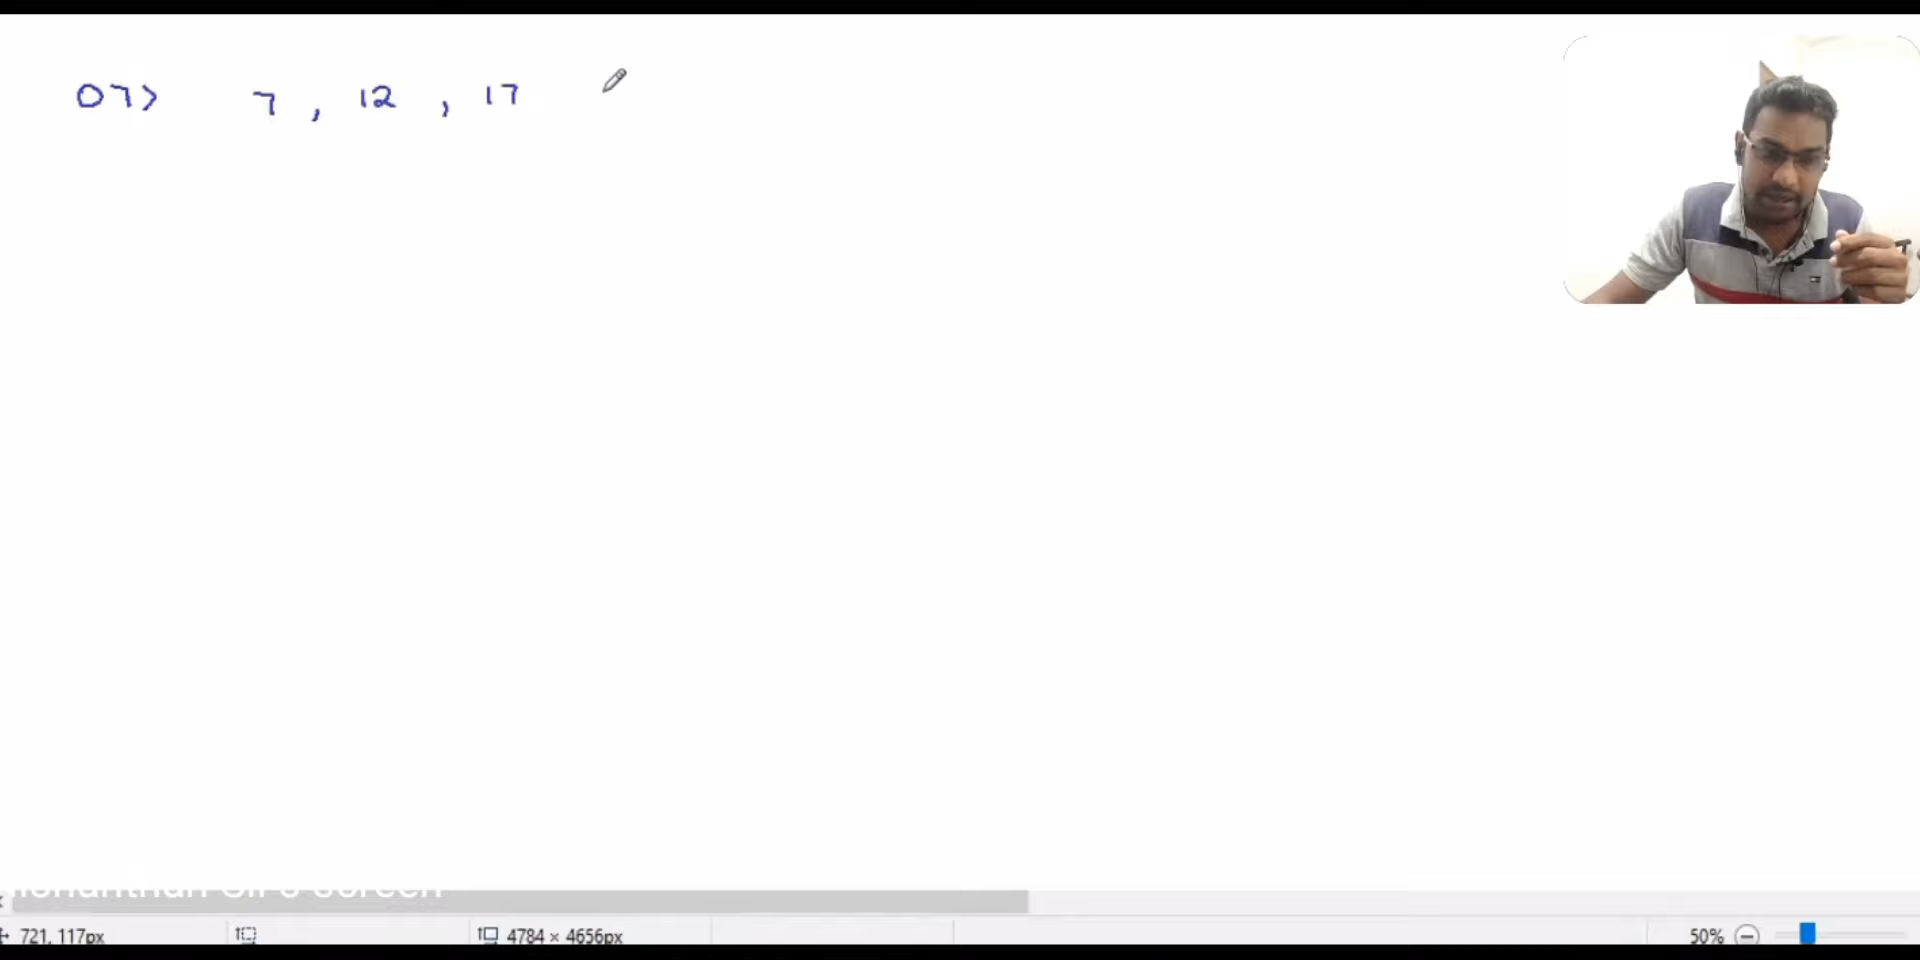 07> 7 , 12 , 17
721, 117px
4784 × 4656px
50%